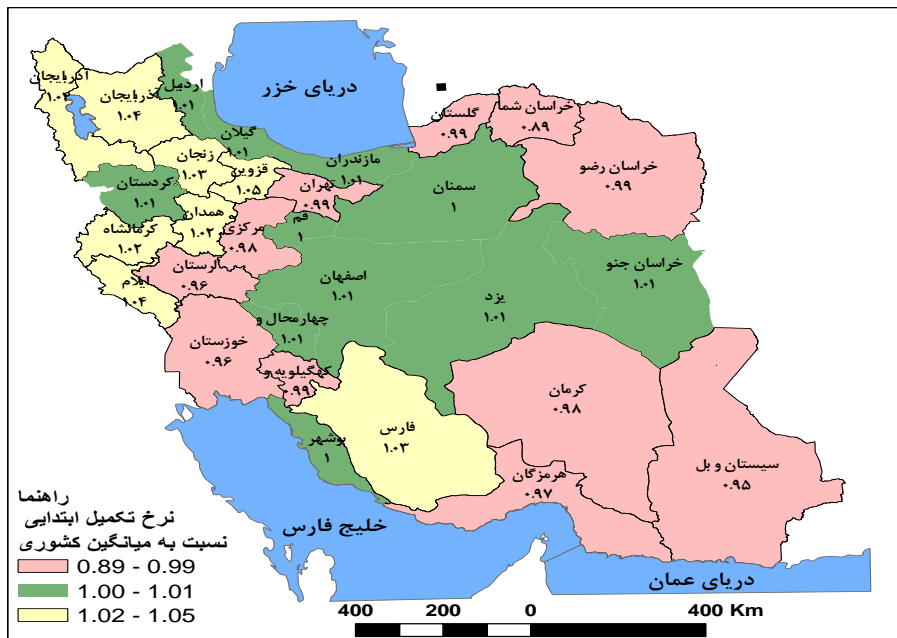 دریای خزر
آذربایجان
۱.۰۴
آذربایجان
۱.۰۴
اردبیل
۱.۰۱
گیلان
۱.۰۱
زنجان
۱.۰۳
قزوین
۱.۰۵
مازندران
۱.۰۱
گلستان
۰.۹۹
خراسان شما
۰.۸۹
خراسان رضو
۰.۹۹
کردستان
۱.۰۱
همدان
۱.۰۲
تهران
۰.۹۹
سمنان
۱
کرمانشاه
۱.۰۲
مرکزی
۰.۹۸
قم
۱
ایلام
۱.۰۴
لرستان
۰.۹۶
اصفهان
۱.۰۱
یزد
۱.۰۱
خراسان جنو
۱.۰۱
چهارمحال و
۱.۰۱
خوزستان
۰.۹۶
کهگیلویه و
۰.۹۹
فارس
۱.۰۳
کرمان
۰.۹۸
بوشهر
۱
هرمزگان
۰.۹۷
سیستان و بل
۰.۹۵
خلیج فارس
دریای عمان
راهنما
نرخ تکمیل ابتدایی
نسبت به میانگین کشوری
0.89 - 0.99
1.00 - 1.01
1.02 - 1.05
400 200 0 400 Km